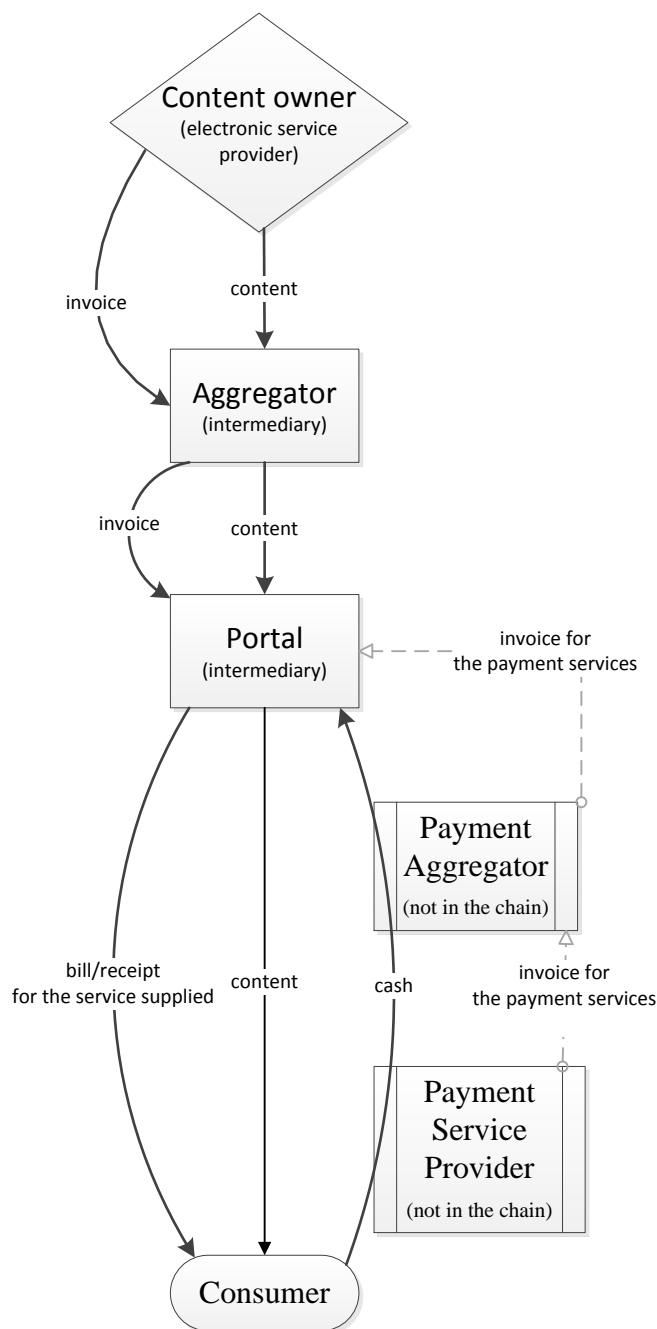 Content owner
(electronic service
provider)
invoice
content
Aggregator
(intermediary)
invoice
content
Portal
(intermediary)
invoice for
the payment services
Payment
Aggregator
(not in the chain)
bill/receipt
for the service supplied
content
cash
invoice for
the payment services
Payment
Service
Provider
(not in the chain)
Consumer